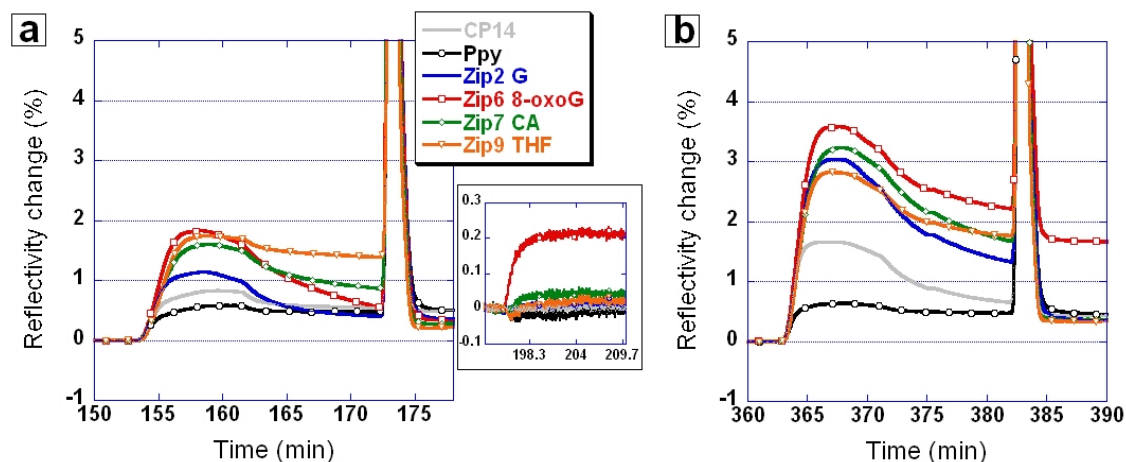 a
5
4
3
2
1
0
-1
Reflectivity change (%)
150
155
160
165
170
175
Time (min)
CP14
Ppy
Zip2 G
Zip6 8-oxoG
Zip7 CA
Zip9 THF
0.3
0.2
0.1
0
-0.1
198.3
204
209.7
b
5
4
3
2
1
0
-1
Reflectivity change (%)
360
365
370
375
380
385
390
Time (min)